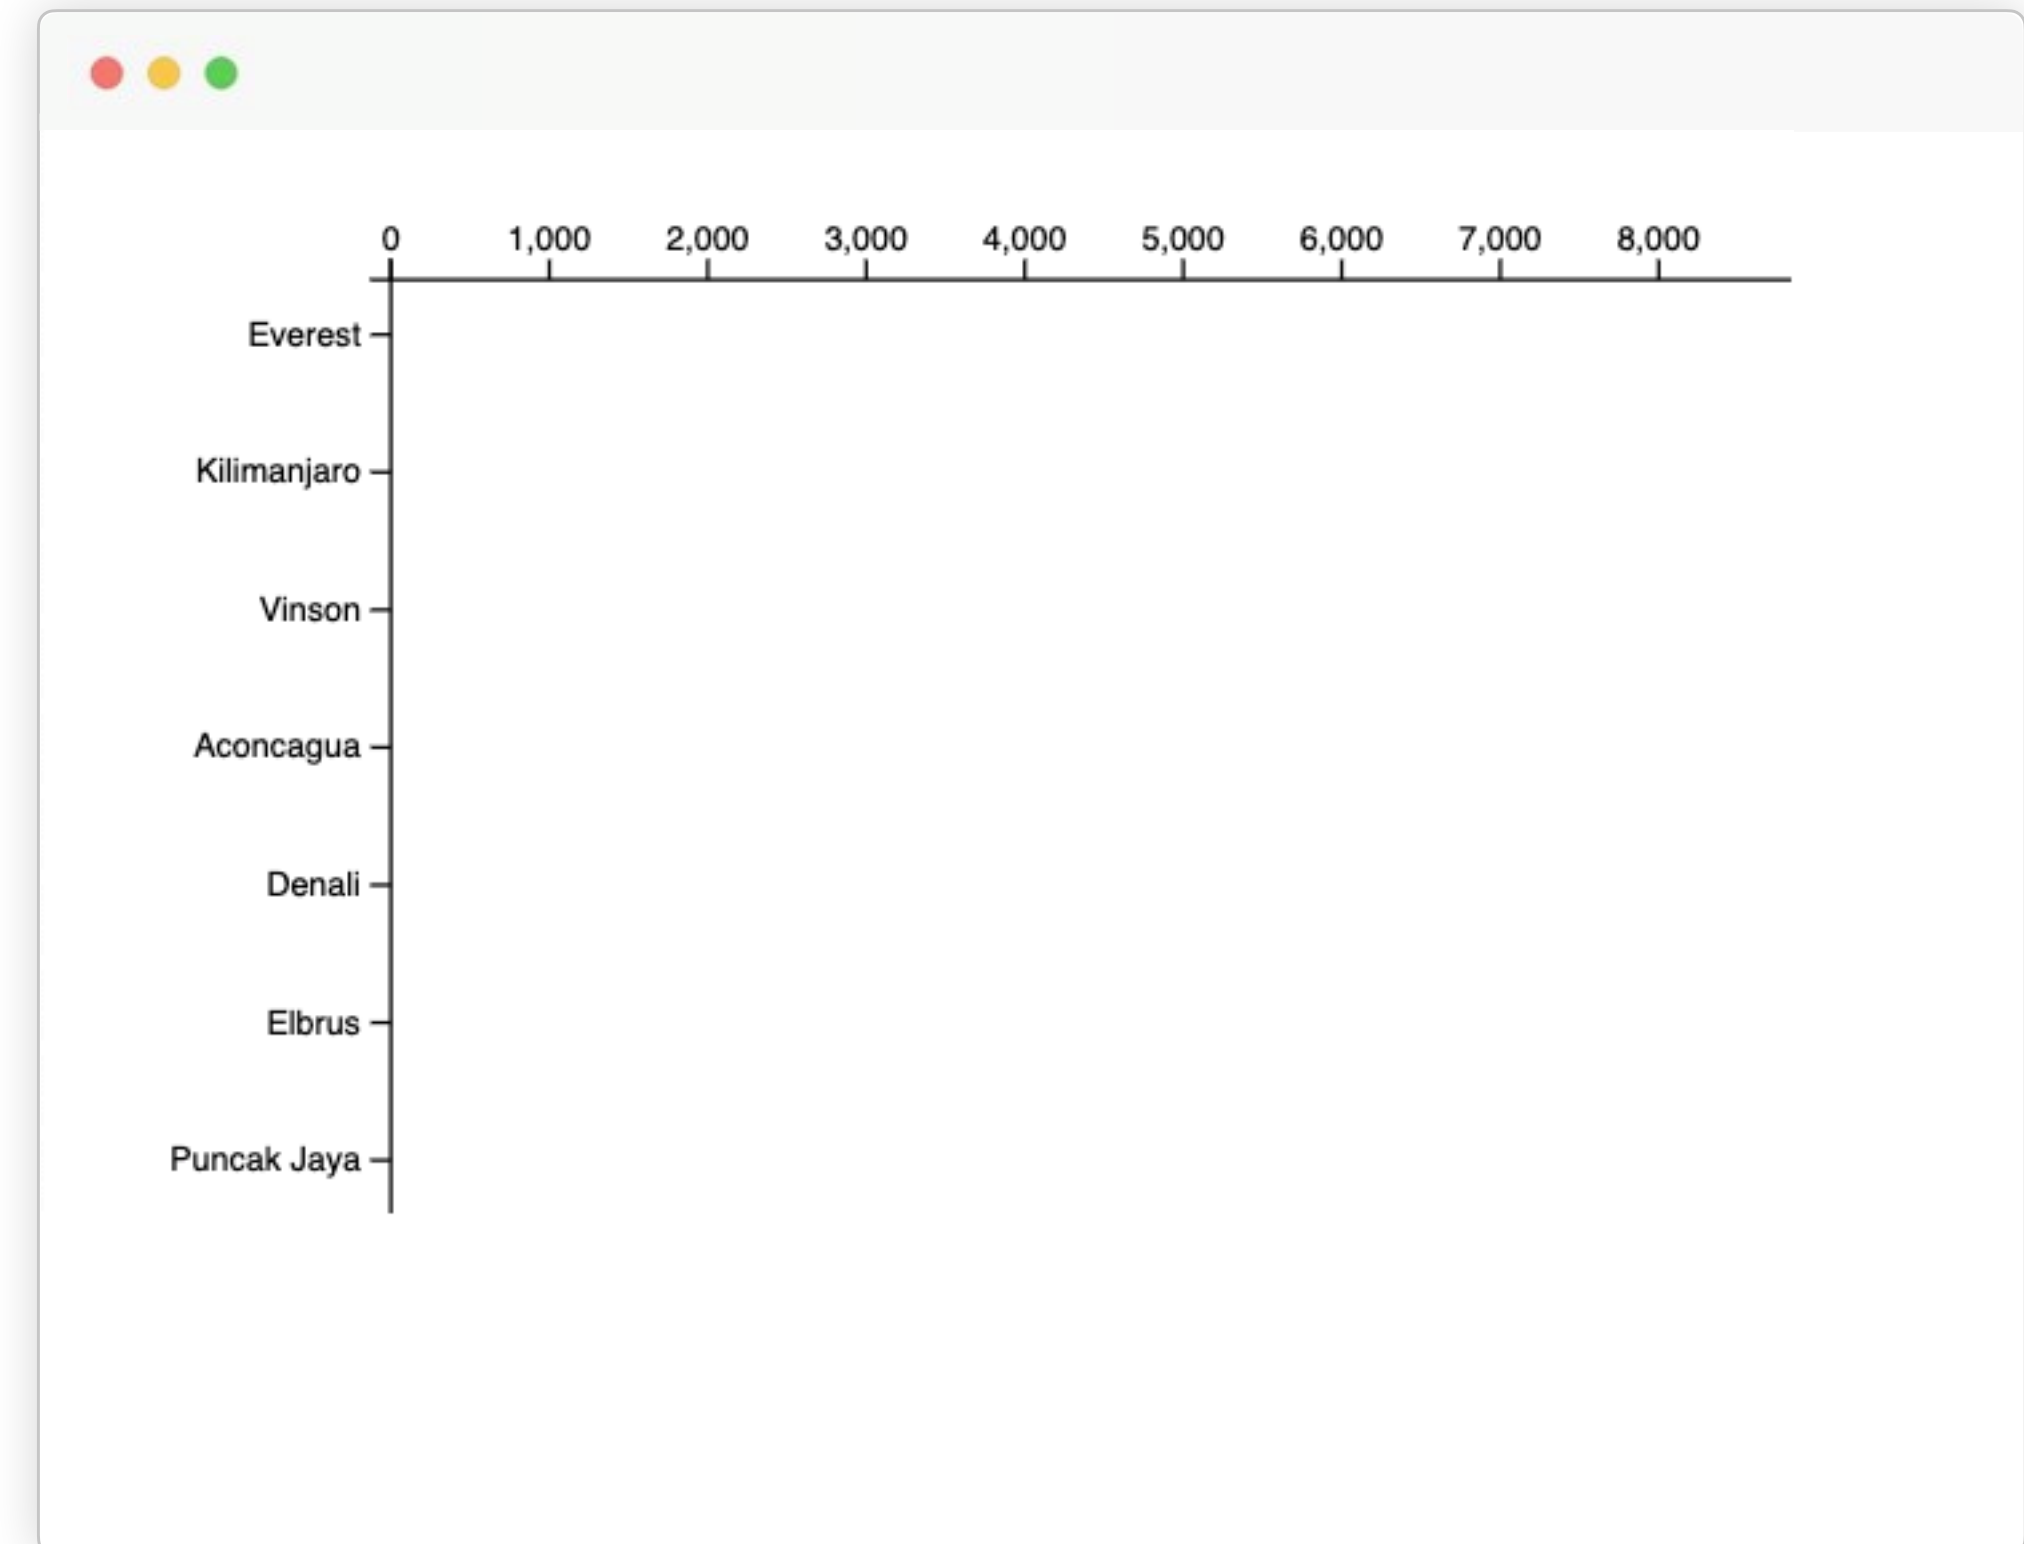 0 1,000 2,000 3,000 4,000 5,000 6,000 7,000 8,000
Everest
Kilimanjaro
Vinson
Aconcagua
Denali
Elbrus
Puncak Jaya